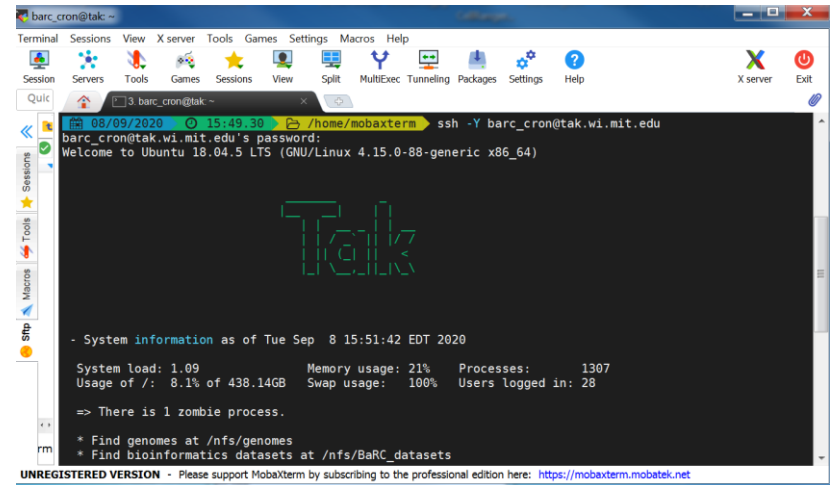 barc_cron@tak: ~
Terminal Sessions View X server Tools Games Settings Macros Help
Session Servers Tools Games Sessions View Split MultiExec Tunneling Packages Settings Help X server Exit
Quic 3. barc_cron@tak: ~
08/09/2020 15:49.30 /home/mobaxterm ssh -Y barc_cron@tak.wi.mit.edu
barc_cron@tak.wi.mit.edu's password:
Welcome to Ubuntu 18.04.5 LTS (GNU/Linux 4.15.0-88-generic x86_64)
Tak
- System information as of Tue Sep 8 15:51:42 EDT 2020
System load: 1.09 Memory usage: 21% Processes: 1307
Usage of /: 8.1% of 438.14GB Swap usage: 100% Users logged in: 28
=> There is 1 zombie process.
* Find genomes at /nfs/genomes
* Find bioinformatics datasets at /nfs/BaRC_datasets
Sessions
Tools
Macros
Sftp
rm
UNREGISTERED VERSION - Please support MobaXterm by subscribing to the professional edition here: https://mobaxterm.mobatek.net